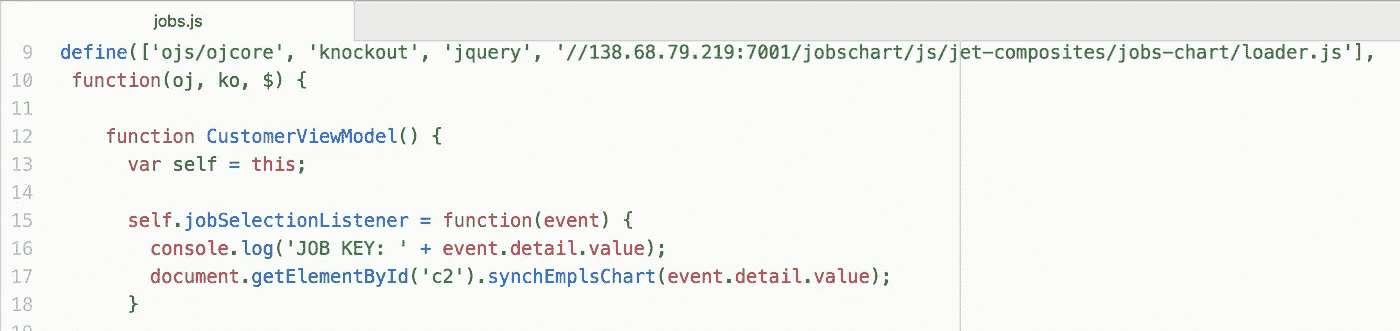 jobs.js
9 define(['ojs/ojcore', 'knockout', 'jquery', '//138.68.79.219:7001/jobschart/js/jet-composites/jobs-chart/loader.js'],
10 function(oj, ko, $) {
11
12 function CustomerViewModel() {
13 var self = this;
14
15 self.jobSelectionListener = function(event) {
16 console.log('JOB KEY: ' + event.detail.value);
17 document.getElementById('c2').synchEmplsChart(event.detail.value);
18 }